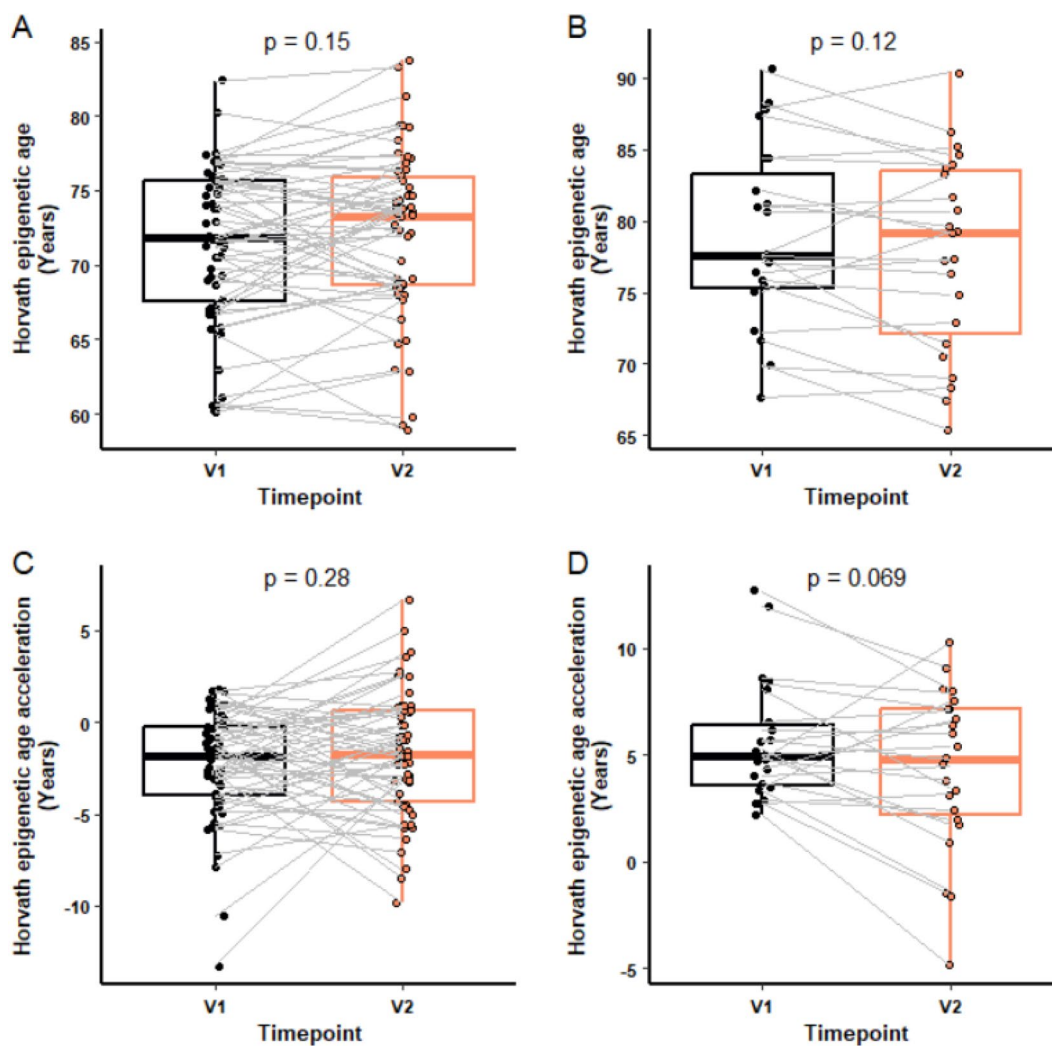 A
p = 0.15
Horvath epigenetic age
(Years)
85
80
75
70
65
60
V1
V2
Timepoint
B
p = 0.12
Horvath epigenetic age
(Years)
90
85
80
75
70
65
V1
V2
Timepoint
C
p = 0.28
Horvath epigenetic age acceleration
(Years)
5
0
-5
-10
V1
V2
Timepoint
D
p = 0.069
Horvath epigenetic age acceleration
(Years)
10
5
0
-5
V1
V2
Timepoint